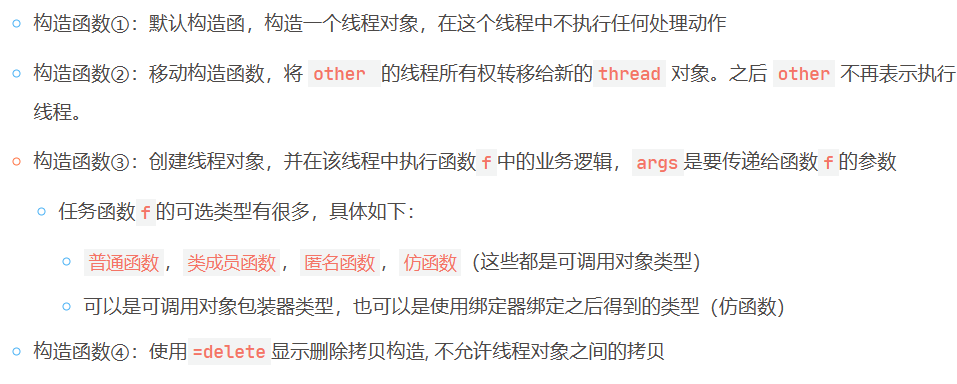 构造函数①：默认构造函，构造一个线程对象，在这个线程中不执行任何处理动作
构造函数②：移动构造函数，将 other 的线程所有权转移给新的thread 对象。之后 other 不再表示执行
线程。
构造函数③：创建线程对象，并在该线程中执行函数f中的业务逻辑，args是要传递给函数f的参数
任务函数f的可选类型有很多，具体如下：
普通函数，类成员函数，匿名函数，仿函数（这些都是可调用对象类型）
可以是可调用对象包装器类型，也可以是使用绑定器绑定之后得到的类型（仿函数）
构造函数④：使用=delete显示删除拷贝构造, 不允许线程对象之间的拷贝